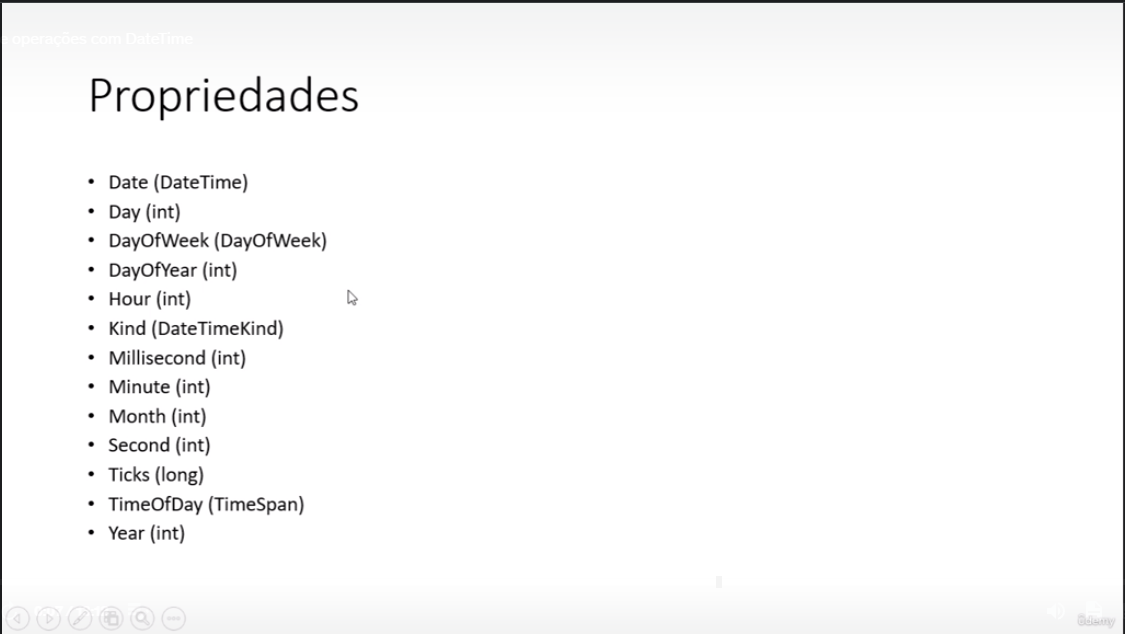 e operações com DateTime
Propriedades
• Date (DateTime)
• Day (int)
• DayOfWeek (DayOfWeek)
• DayOfYear (int)
• Hour (int)
• Kind (DateTimeKind)
• Millisecond (int)
• Minute (int)
• Month (int)
• Second (int)
• Ticks (long)
• TimeOfDay (TimeSpan)
• Year (int)
ûdemy